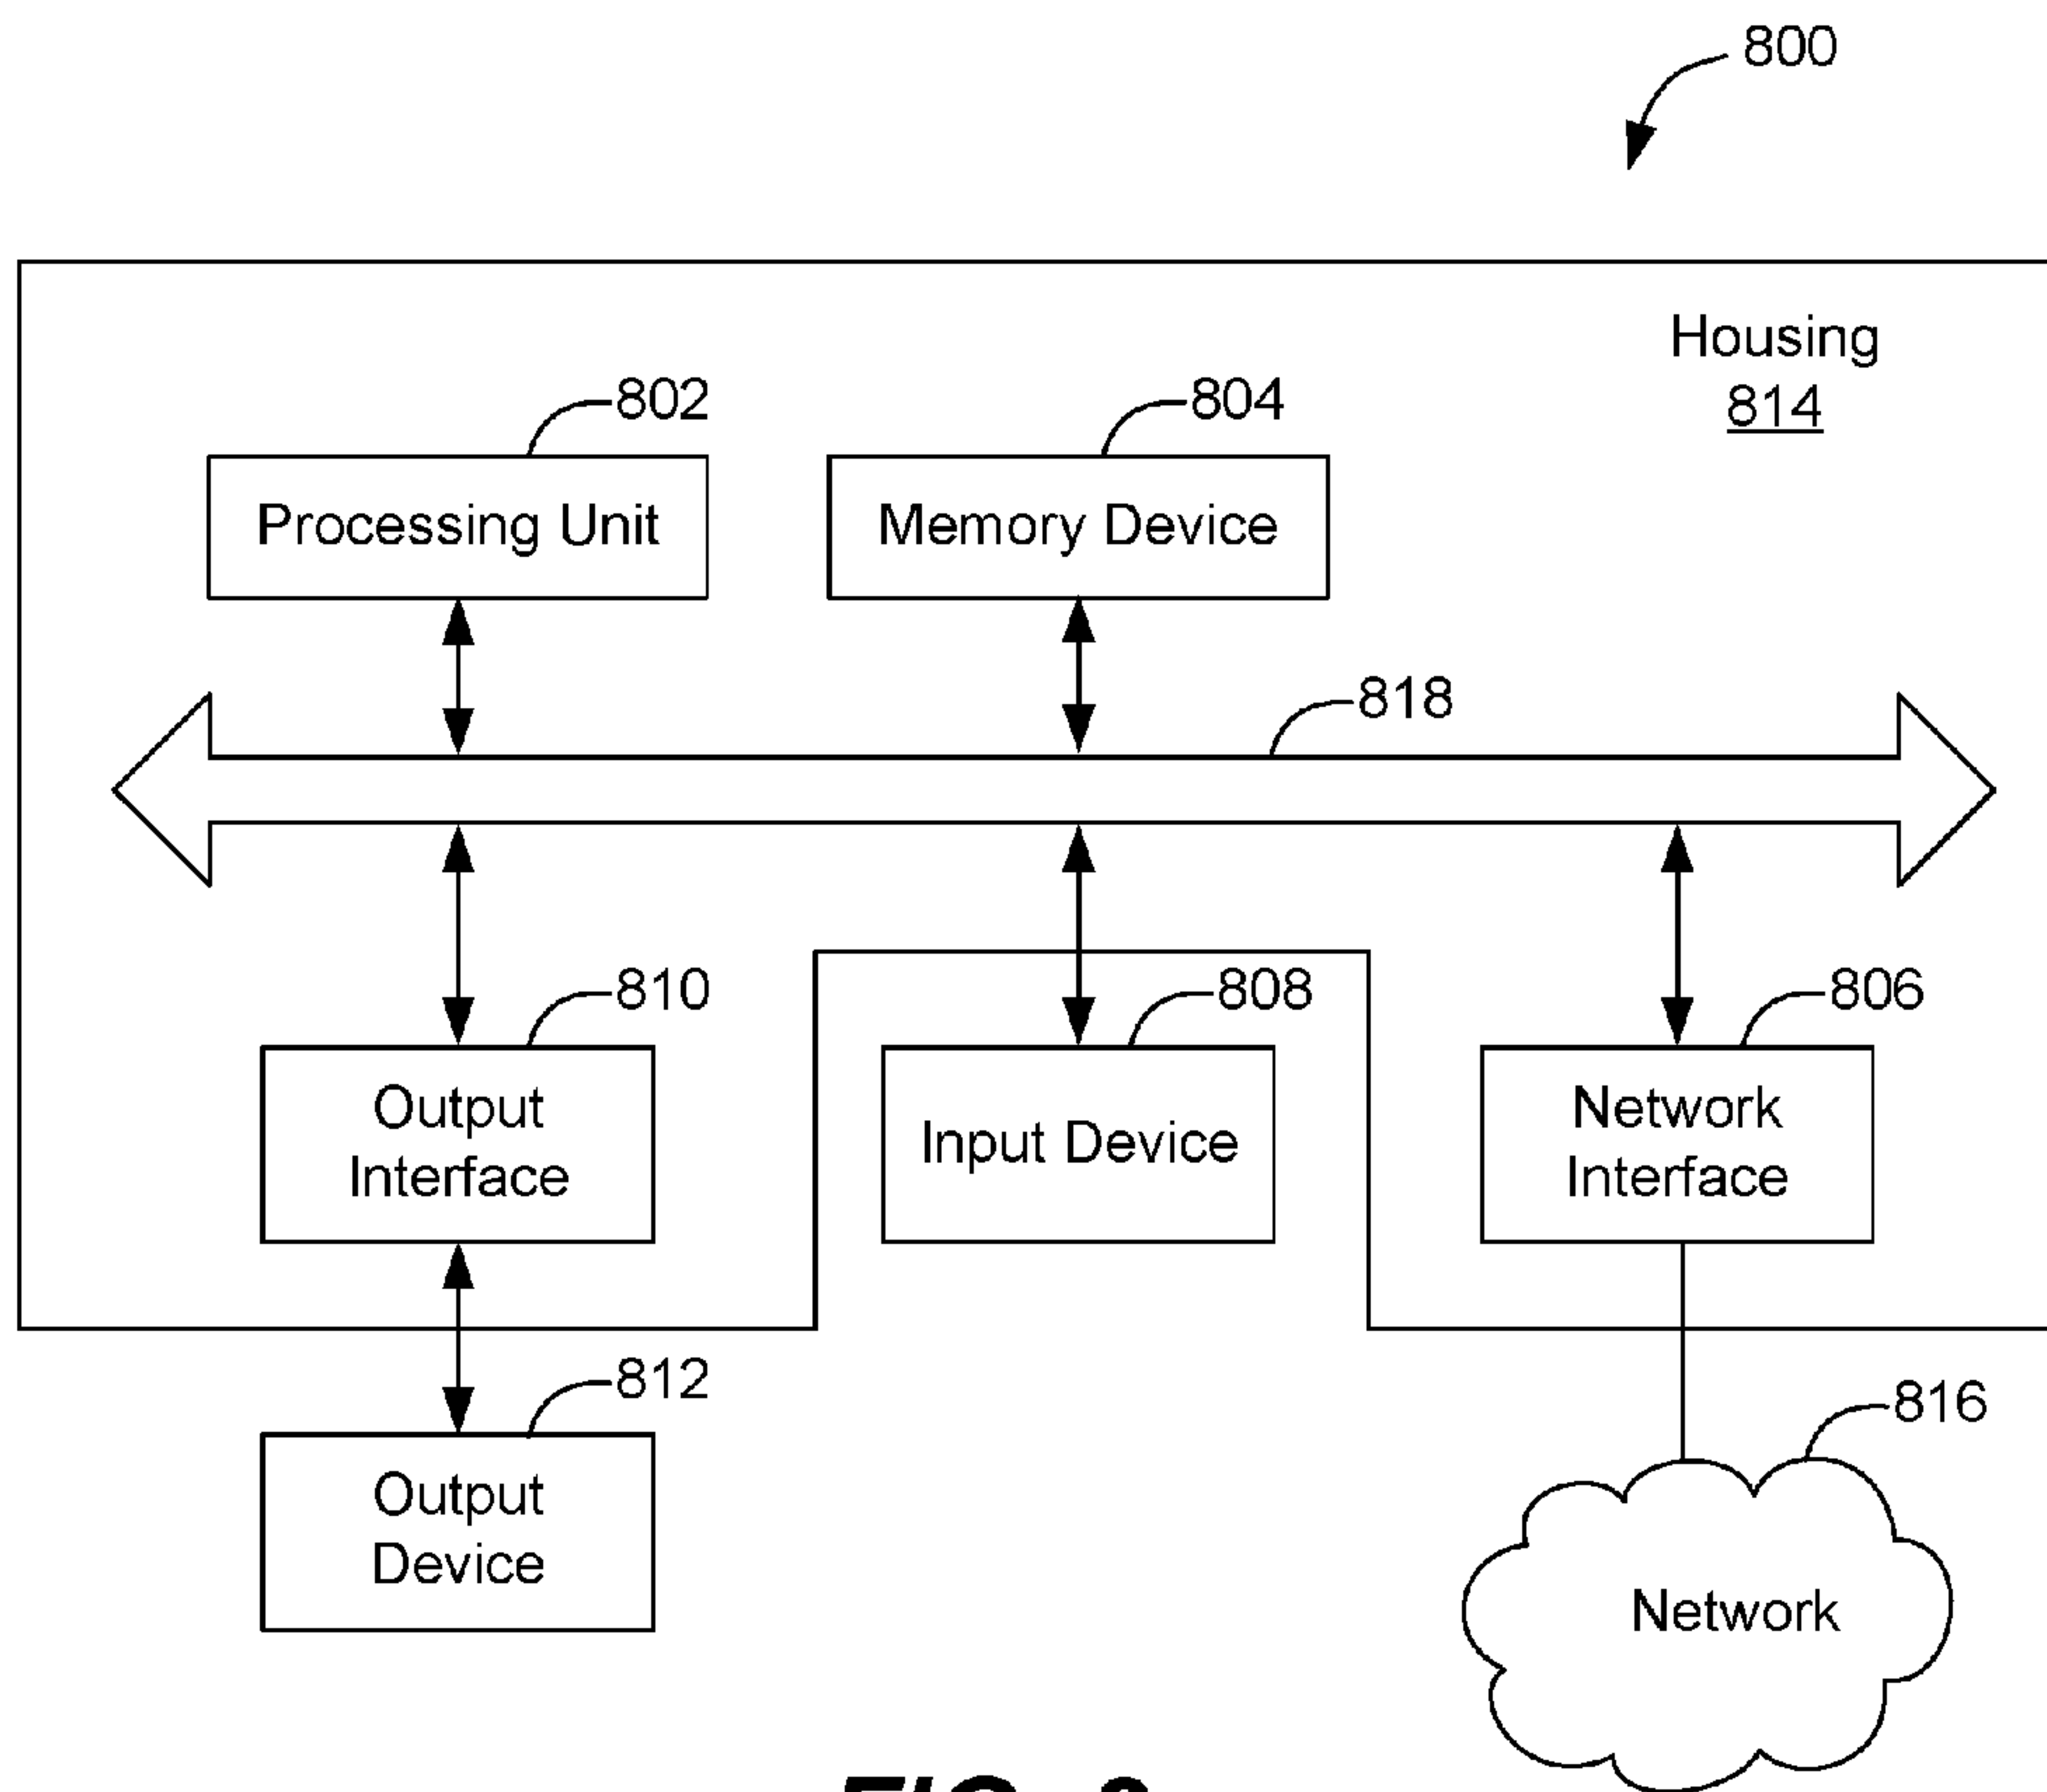 800
Housing
814
802
804
Processing Unit
Memory Device
818
810
808
806
Output
Interface
Input Device
Network
Interface
812
816
Output
Device
Network